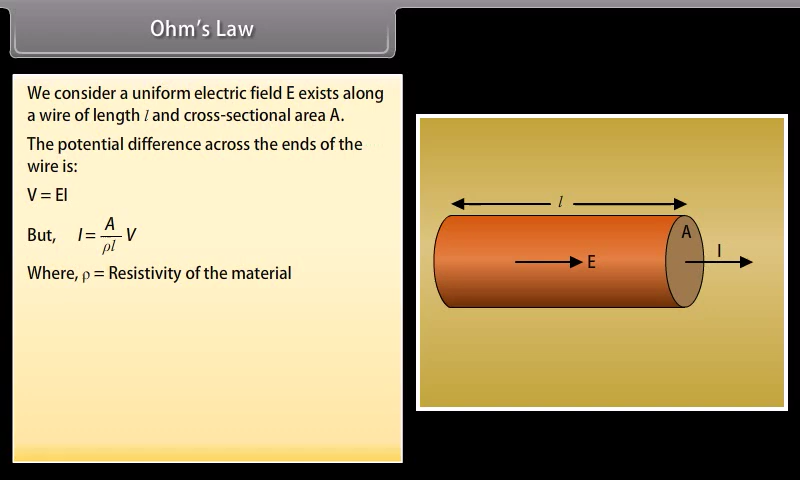 Ohm's Law
We consider a uniform electric field E exists along
a wire of length l and cross-sectional area A.
The potential difference across the ends of the
wire is:
V = El
But, I = A/ρl V
Where, ρ = Resistivity of the material
l
A
E
I